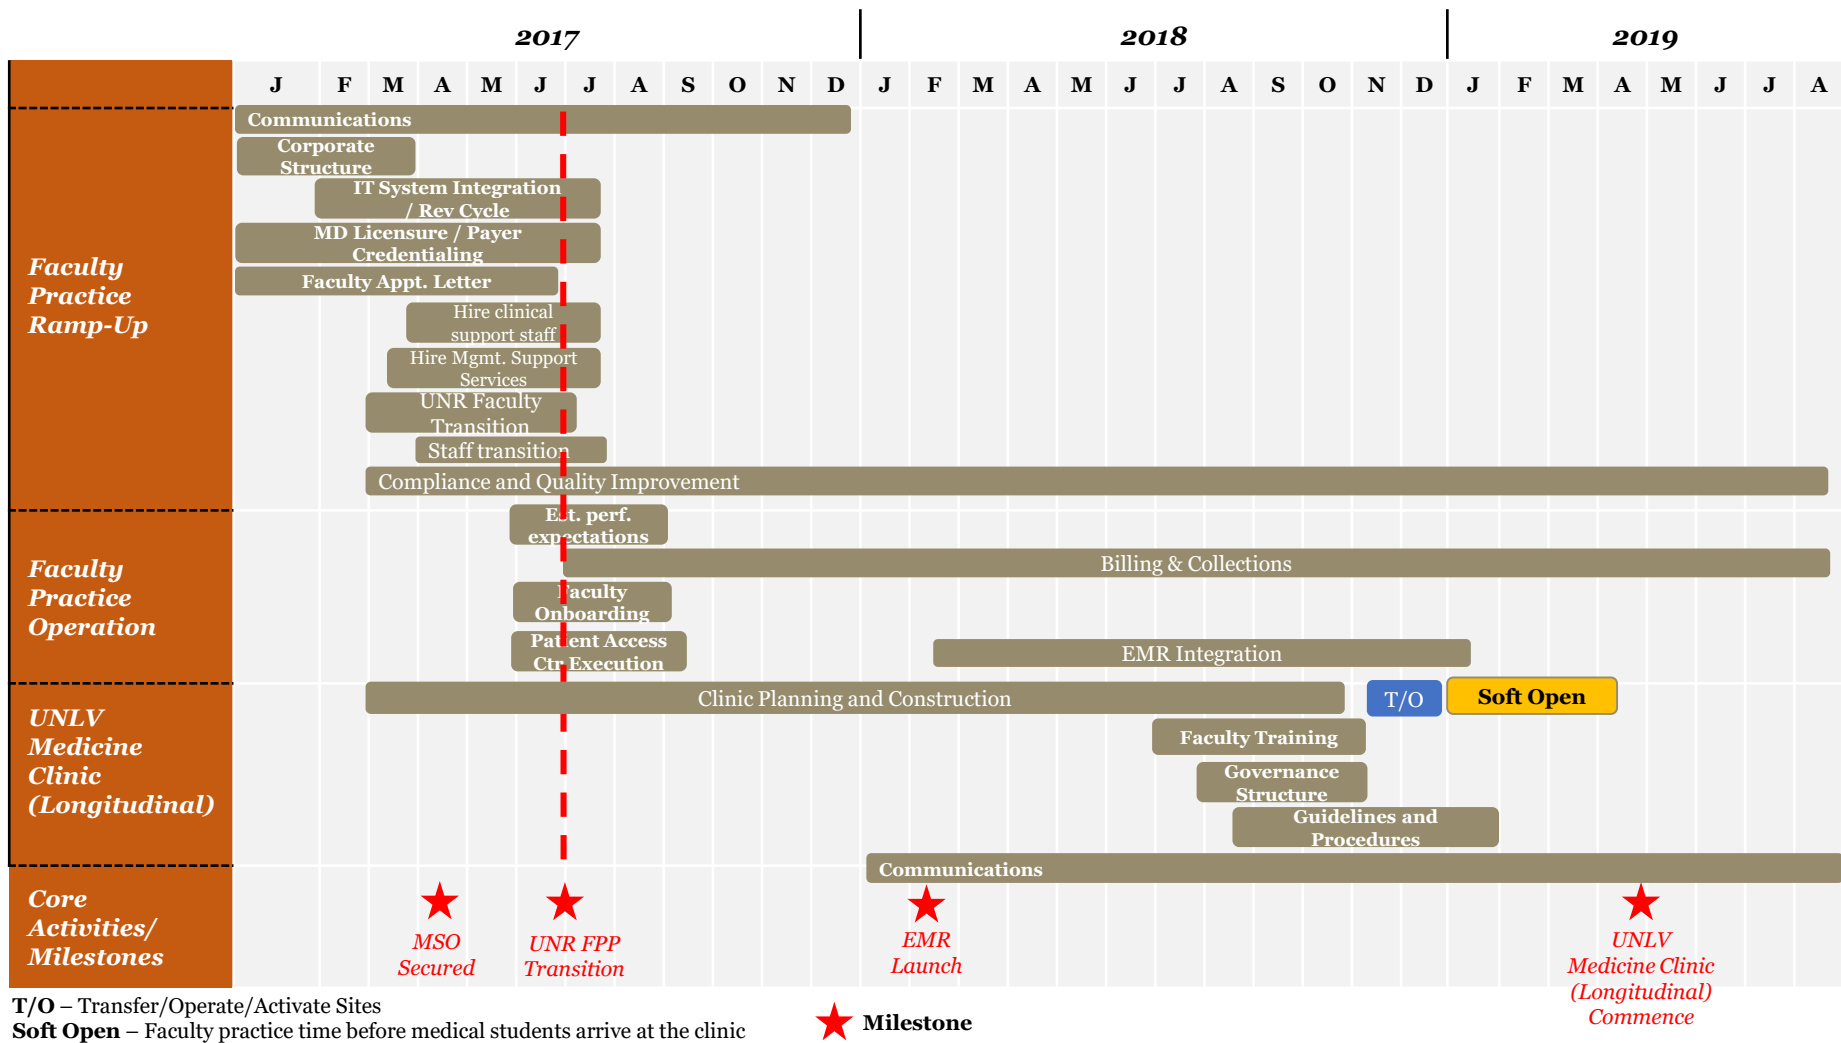 2017 2018 2019
J F M A M J J A S O N D J F M A M J J A S O N D J F M A M J J A
Faculty
Practice
Ramp-Up
Communications
Corporate
Structure
IT System Integration
/ Rev Cycle
MD Licensure / Payer
Credentialing
Faculty Appt. Letter
Hire clinical
support staff
Hire Mgmt. Support
Services
UNR Faculty
Transition
Staff transition
Compliance and Quality Improvement
Faculty
Practice
Operation
Est. perf.
expectations
Billing & Collections
Faculty
Onboarding
Patient Access
Ctr Execution
EMR Integration
UNLV
Medicine
Clinic
(Longitudinal)
Clinic Planning and Construction
T/O
Soft Open
Faculty Training
Governance
Structure
Guidelines and
Procedures
Communications
Core
Activities/
Milestones
MSO
Secured
UNR FPP
Transition
EMR
Launch
UNLV
Medicine Clinic
(Longitudinal)
Commence
T/O – Transfer/Operate/Activate Sites
Soft Open – Faculty practice time before medical students arrive at the clinic
Milestone